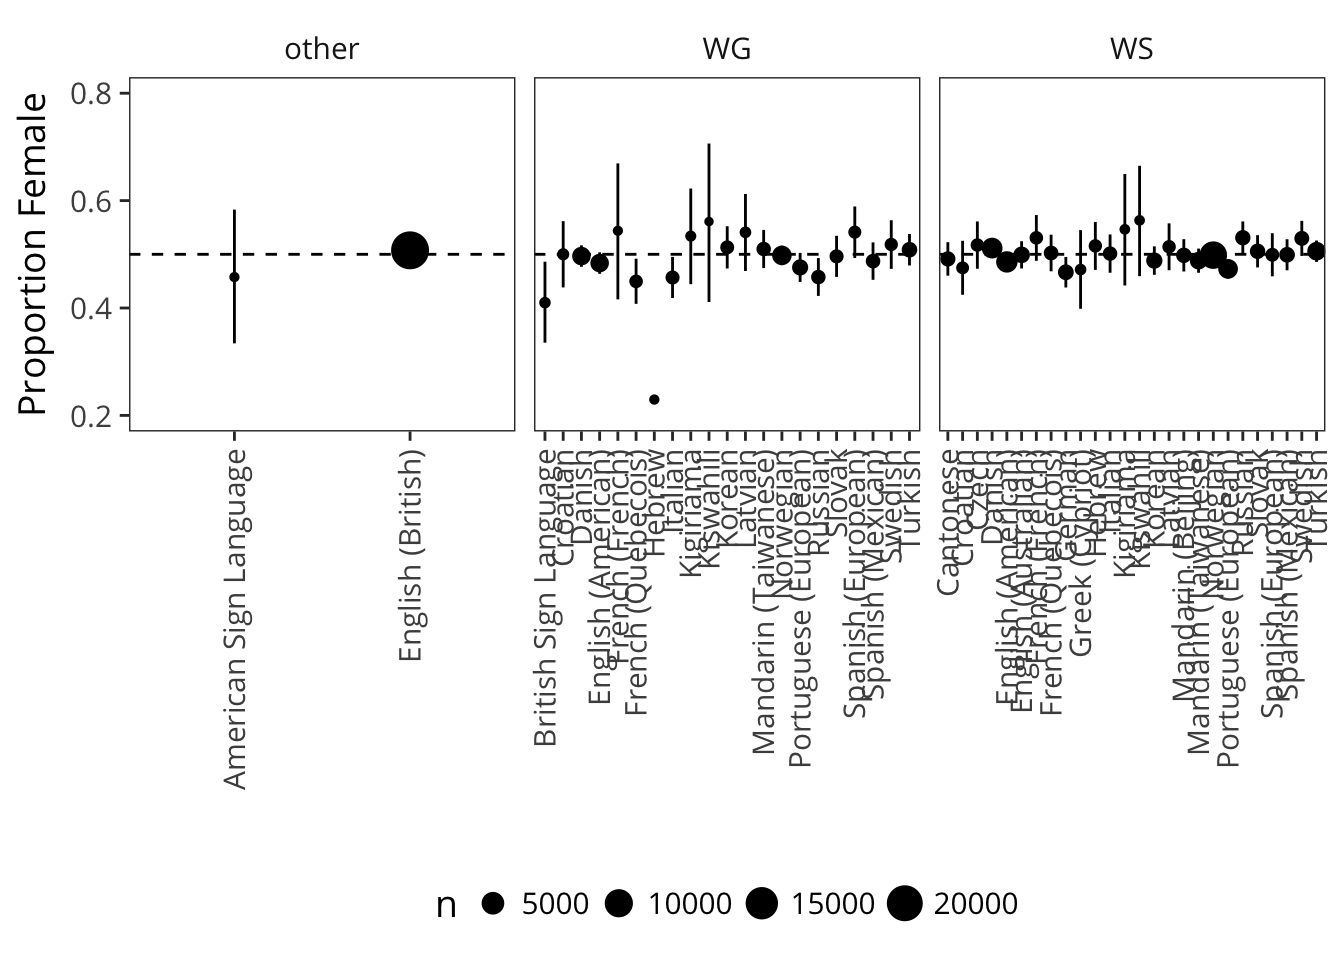 other
WG
WS
Proportion Female
0.8
0.6
0.4
0.2
American Sign Language
English (British)
British Sign Language
Croatian
Danish
English (American)
French (French)
French (Quebecois)
Hebrew
Italian
Kigiriama
Kiswahili
Korean
Latvian
Mandarin (Taiwanese)
Norwegian
Portuguese (European)
Russian
Slovak
Spanish (European)
Spanish (Mexican)
Swedish
Turkish
Cantonese
Croatian
Czech
Danish
English (American)
English (Australian)
French (French)
French (Quebecois)
German
Greek (Cypriot)
Hebrew
Italian
Kigiriama
Kiswahili
Korean
Latvian
Mandarin (Beijing)
Mandarin (Taiwanese)
Norwegian
Portuguese (European)
Russian
Slovak
Spanish (European)
Spanish (Mexican)
Swedish
Turkish
n
5000
10000
15000
20000